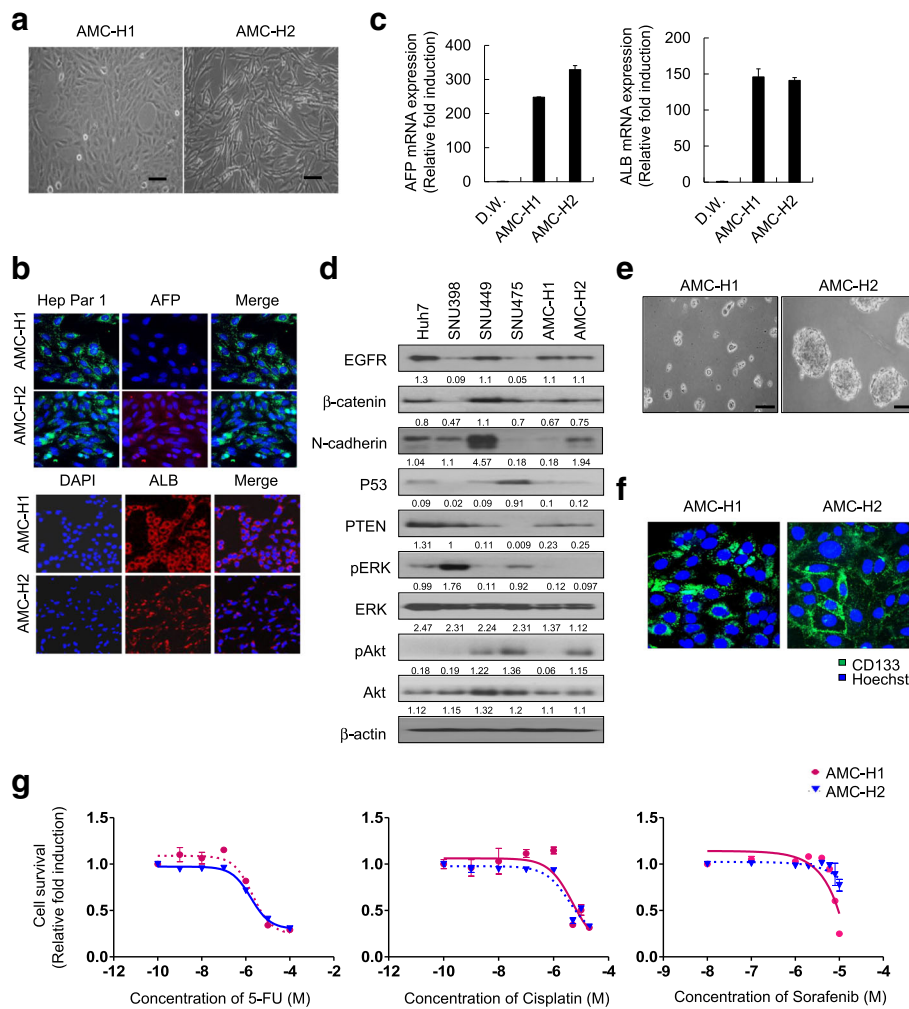 a
AMC-H1 AMC-H2
c
AFP mRNA expression
(Relative fold induction)
400
300
200
100
0
D.W. AMC-H1 AMC-H2
ALB mRNA expression
(Relative fold induction)
200
150
100
50
0
D.W. AMC-H1 AMC-H2
b
Hep Par 1 AFP Merge
AMC-H1
AMC-H2
DAPI ALB Merge
AMC-H1
AMC-H2
d
Huh7 SNU398 SNU449 SNU475 AMC-H1 AMC-H2
EGFR
1.3 0.09 1.1 0.05 1.1 1.1
β-catenin
0.8 0.47 1.1 0.7 0.67 0.75
N-cadherin
1.04 1.1 4.57 0.18 0.18 1.94
P53
0.09 0.02 0.09 0.91 0.1 0.12
PTEN
1.31 1 0.11 0.009 0.23 0.25
pERK
0.99 1.76 0.11 0.92 0.12 0.097
ERK
2.47 2.31 2.24 2.31 1.37 1.12
pAkt
0.18 0.19 1.22 1.36 0.06 1.15
Akt
1.12 1.15 1.32 1.2 1.1 1.1
β-actin
e
AMC-H1 AMC-H2
f
AMC-H1 AMC-H2
CD133
Hoechst
g
AMC-H1
AMC-H2
Cell survival
(Relative fold induction)
1.5
1.0
0.5
0.0
-12 -10 -8 -6 -4 -2
Concentration of 5-FU (M)
1.5
1.0
0.5
0.0
-12 -10 -8 -6 -4
Concentration of Cisplatin (M)
1.5
1.0
0.5
0.0
-9 -8 -7 -6 -5 -4
Concentration of Sorafenib (M)